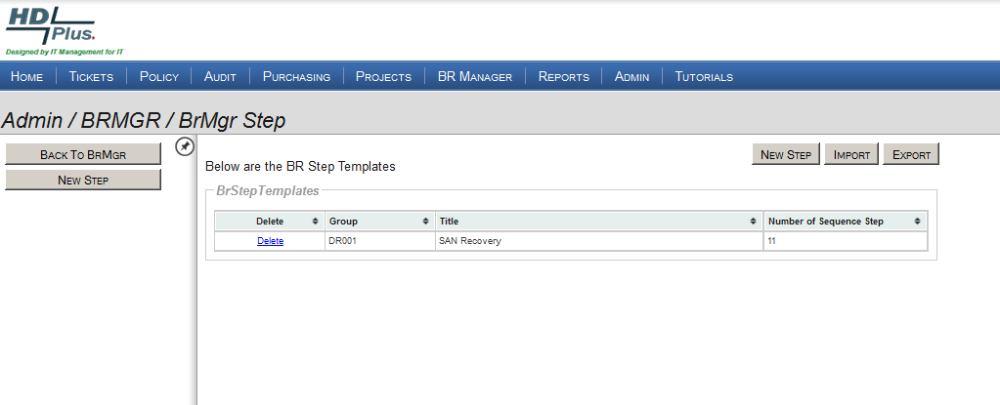 HD
Plus.
Designed by IT Management for IT
Home Tickets Policy Audit Purchasing Projects BR Manager Reports Admin Tutorials
Admin / BRMGR / BrMgr Step
Back To BrMgr
New Step
New Step Import Export
Below are the BR Step Templates
BrStepTemplates
Delete Group Title Number of Sequence Step
Delete DR001 SAN Recovery 11